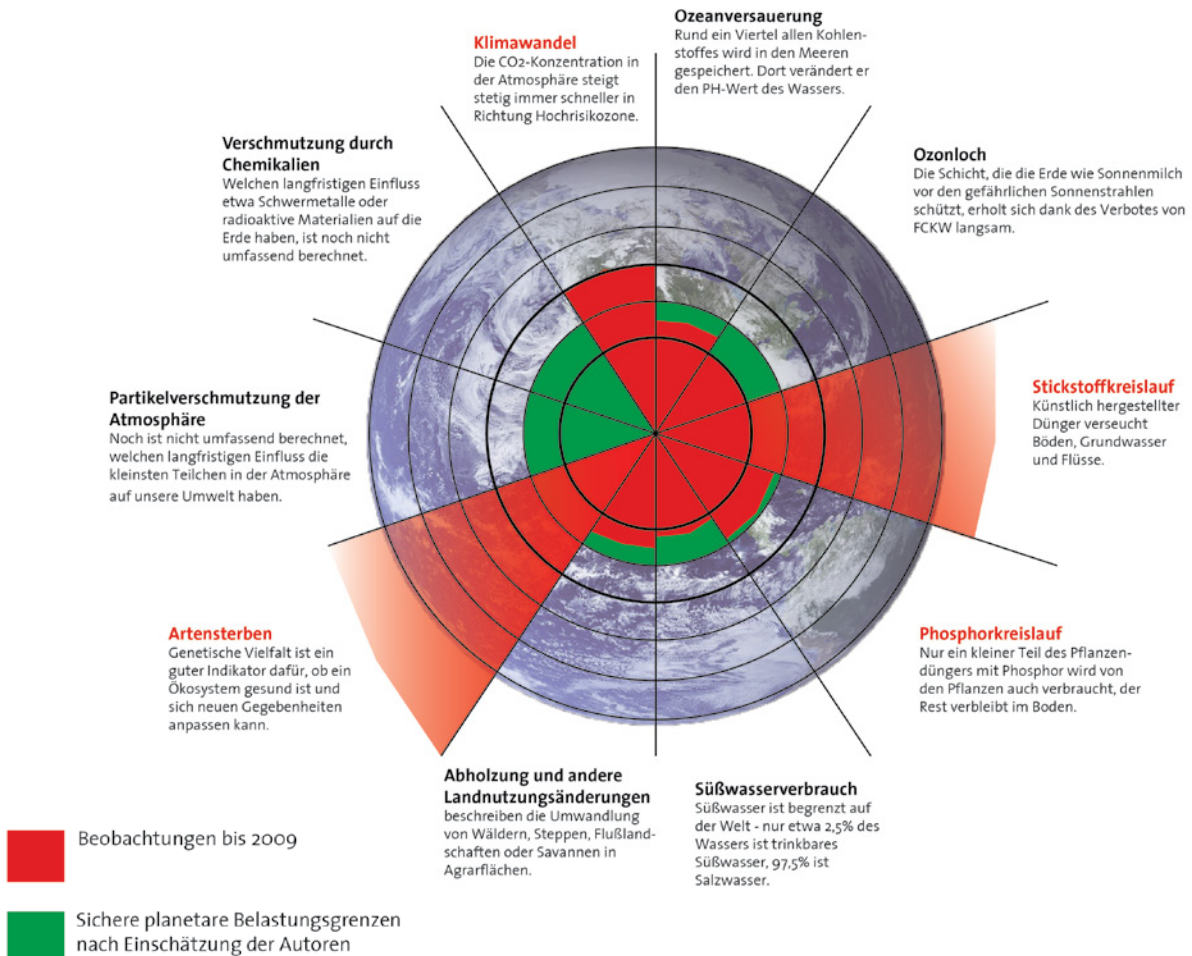 Ozeanversauerung
Rund ein Viertel allen Kohlen-
stoffes wird in den Meeren
gespeichert. Dort verändert er
den PH-Wert des Wassers.
Klimawandel
Die CO2-Konzentration in
der Atmosphäre steigt
stetig immer schneller in
Richtung Hochrisikozone.
Verschmutzung durch
Chemikalien
Welchen langfristigen Einfluss
etwa Schwermetalle oder
radioaktive Materialien auf die
Erde haben, ist noch nicht
umfassend berechnet.
Ozonloch
Die Schicht, die die Erde wie Sonnenmilch
vor den gefährlichen Sonnenstrahlen
schützt, erholt sich dank des Verbotes von
FCKW langsam.
Partikelverschmutzung der
Atmosphäre
Noch ist nicht umfassend berechnet,
welchen langfristigen Einfluss die
kleinsten Teilchen in der Atmosphäre
auf unsere Umwelt haben.
Stickstoffkreislauf
Künstlich hergestellter
Dünger verseucht
Böden, Grundwasser
und Flüsse.
Artensterben
Genetische Vielfalt ist ein
guter Indikator dafür, ob ein
Ökosystem gesund ist und
sich neuen Gegebenheiten
anpassen kann.
Phosphorkreislauf
Nur ein kleiner Teil des Pflanzen-
düngers mit Phosphor wird von
den Pflanzen auch verbraucht, der
Rest verbleibt im Boden.
Abholzung und andere
Landnutzungsänderungen
beschreiben die Umwandlung
von Wäldern, Steppen, Flußland-
schaften oder Savannen in
Agrarflächen.
Süßwasserverbrauch
Süßwasser ist begrenzt auf
der Welt - nur etwa 2,5% des
Wassers ist trinkbares
Süßwasser, 97,5% ist
Salzwasser.
Beobachtungen bis 2009
Sichere planetare Belastungsgrenzen
nach Einschätzung der Autoren